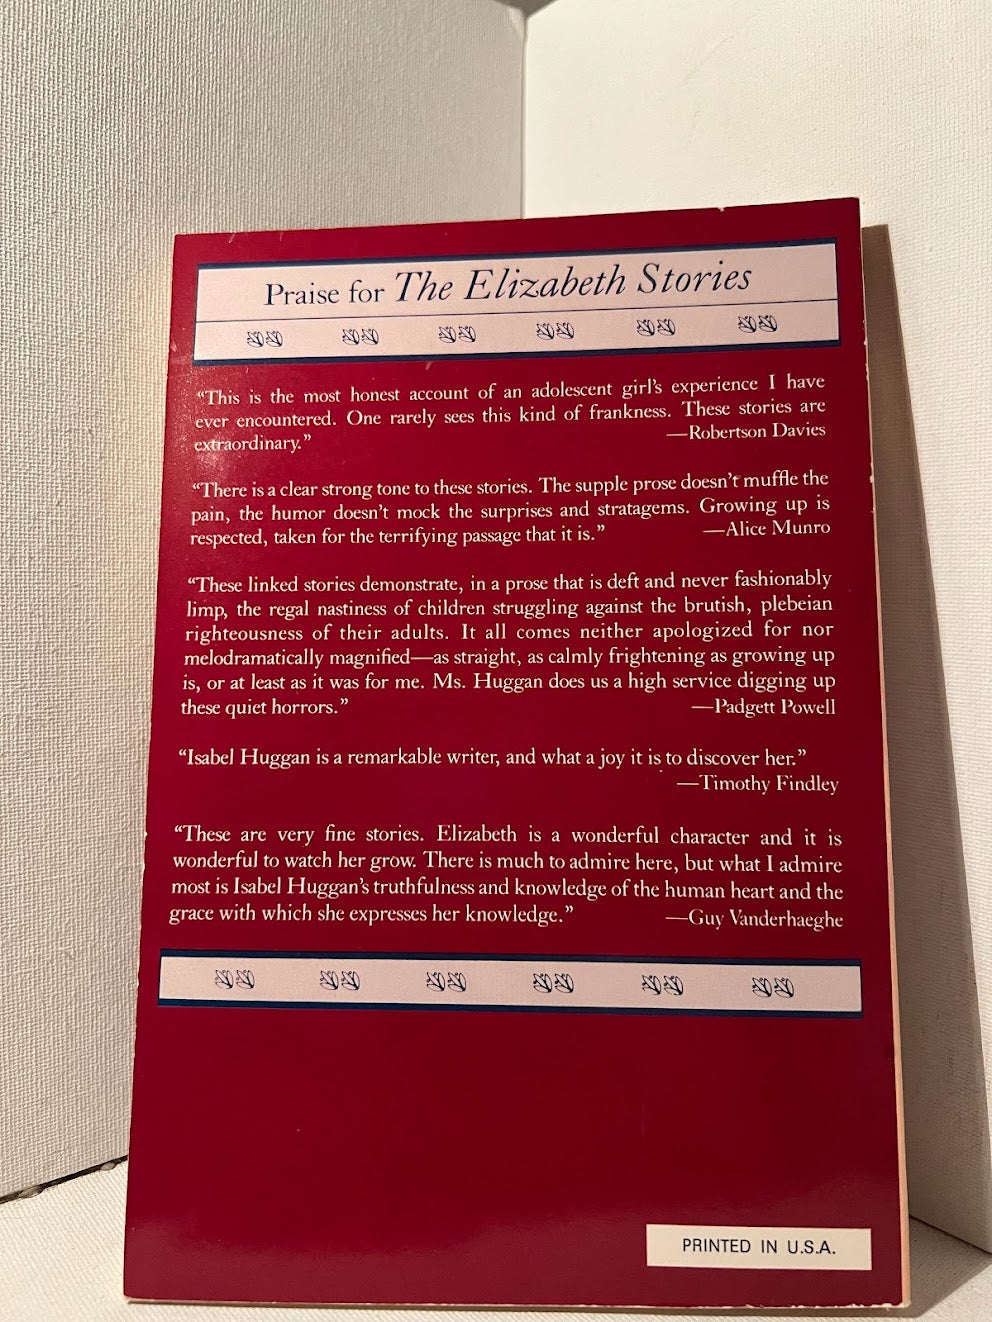 Praise for The Elizabeth Stories
“This is the most honest account of an adolescent girl’s experience I have
ever encountered. One rarely sees this kind of frankness. These stories are
extraordinary.” —Robertson Davies
“There is a clear strong tone to these stories. The supple prose doesn’t muffle the
pain, the humor doesn’t mock the surprises and stratagems. Growing up is
respected, taken for the terrifying passage that it is.” —Alice Munro
“These linked stories demonstrate, in a prose that is deft and never fashionably
limp, the regal nastiness of children struggling against the brutish, plebeian
righteousness of their adults. It all comes neither apologized for nor
melodramatically magnified—as straight, as calmly frightening as growing up
is, or at least as it was for me. Ms. Huggan does us a high service digging up
these quiet horrors.” —Padgett Powell
“Isabel Huggan is a remarkable writer, and what a joy it is to discover her.”
—Timothy Findley
“These are very fine stories. Elizabeth is a wonderful character and it is
wonderful to watch her grow. There is much to admire here, but what I admire
most is Isabel Huggan’s truthfulness and knowledge of the human heart and the
grace with which she expresses her knowledge.” —Guy Vanderhaeghe
PRINTED IN U.S.A.